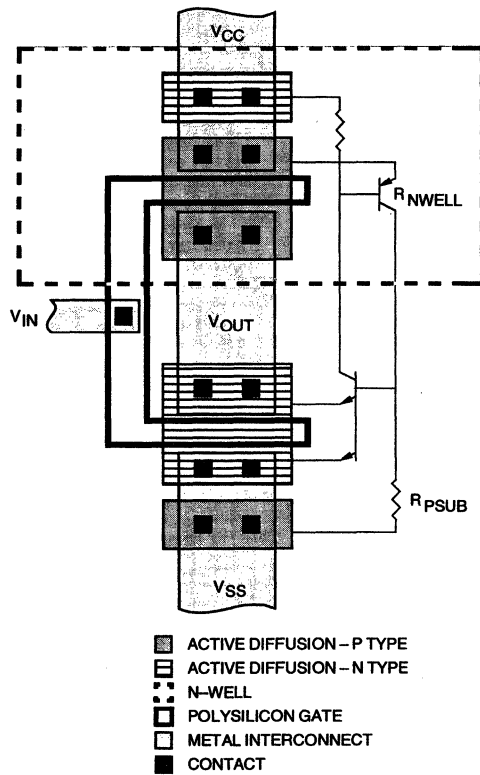 VCC
RNWELL
VIN
VOUT
RPSUB
VSS
ACTIVE DIFFUSION – P TYPE
ACTIVE DIFFUSION – N TYPE
N–WELL
POLYSILICON GATE
METAL INTERCONNECT
CONTACT